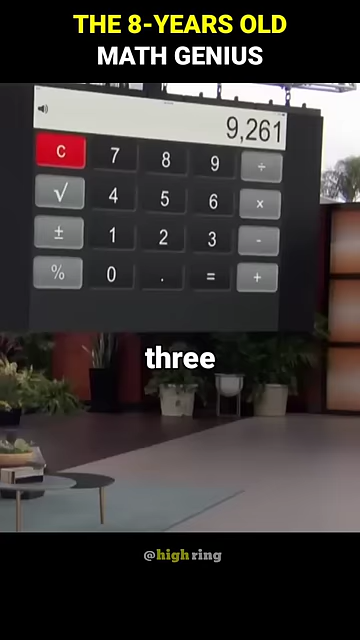 THE 8-YEARS OLD
MATH GENIUS
9,261
C 7 8 9 ÷
√ 4 5 6 ×
± 1 2 3 -
% 0 . = +
three
@highring